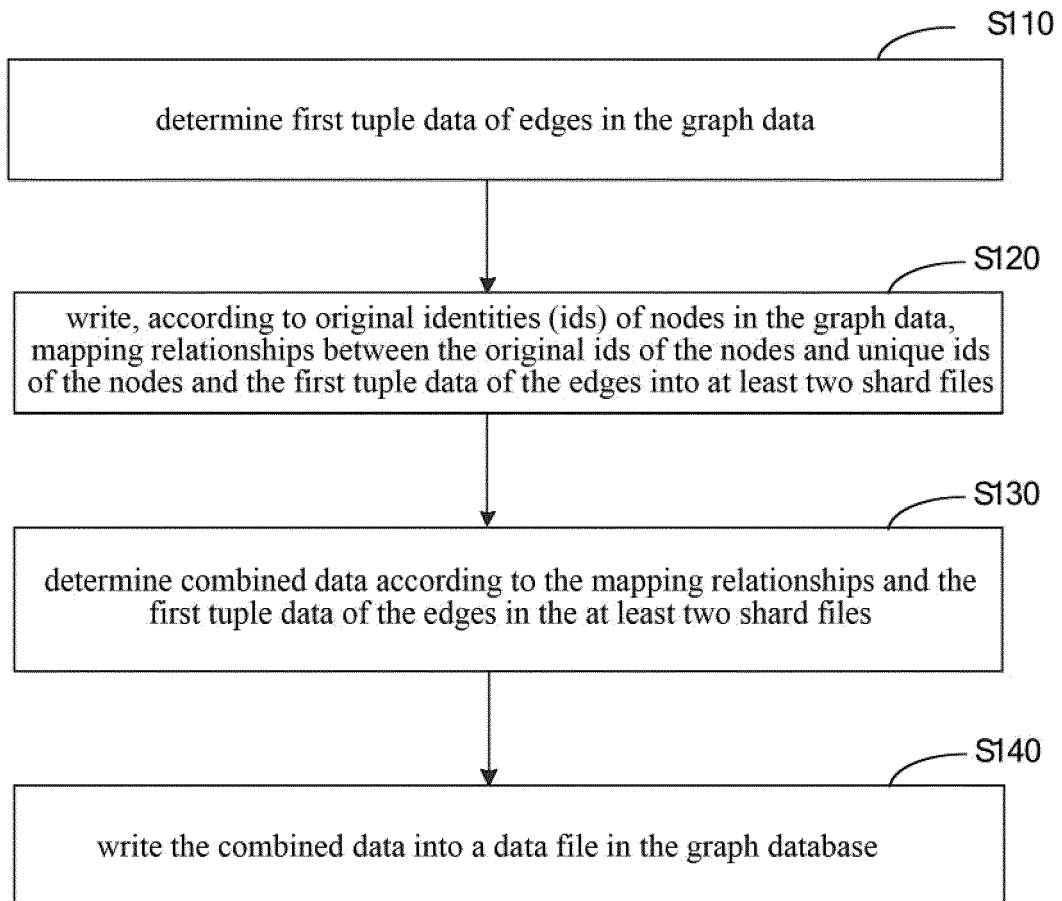 S110
determine first tuple data of edges in the graph data
S120
write, according to original identities (ids) of nodes in the graph data,
mapping relationships between the original ids of the nodes and unique ids
of the nodes and the first tuple data of the edges into at least two shard files
S130
determine combined data according to the mapping relationships and the
first tuple data of the edges in the at least two shard files
S140
write the combined data into a data file in the graph database